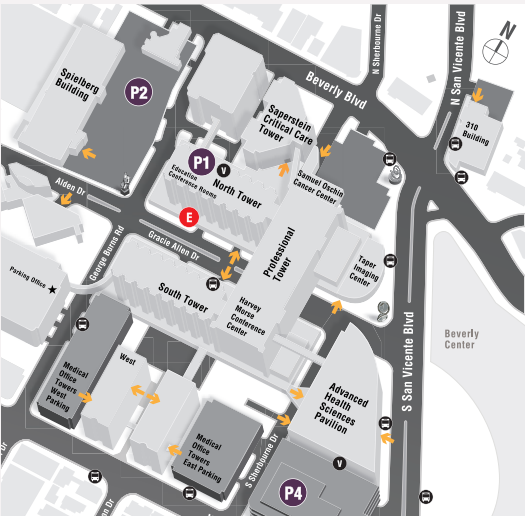 N Sherbourne Dr
N San Vicente Blvd
N
Beverly Blvd
Spielberg
Building
P2
Saperstein
Critical Care
Tower
310
Building
P1
V
Education
Conference Rooms
North Tower
Samuel Oschin
Cancer Center
Alden Dr
E
George Burns Rd
Gracie Allen Dr
Professional
Tower
Taper
Imaging
Center
Parking Office
South Tower
Harvey
Morse
Conference
Center
S San Vicente Blvd
Beverly
Center
West
Medical
Office
Towers
West
Parking
Advanced
Health
Sciences
Pavilion
Medical
Office
Towers
East Parking
S Sherbourne Dr
V
P4
Dr
Dr